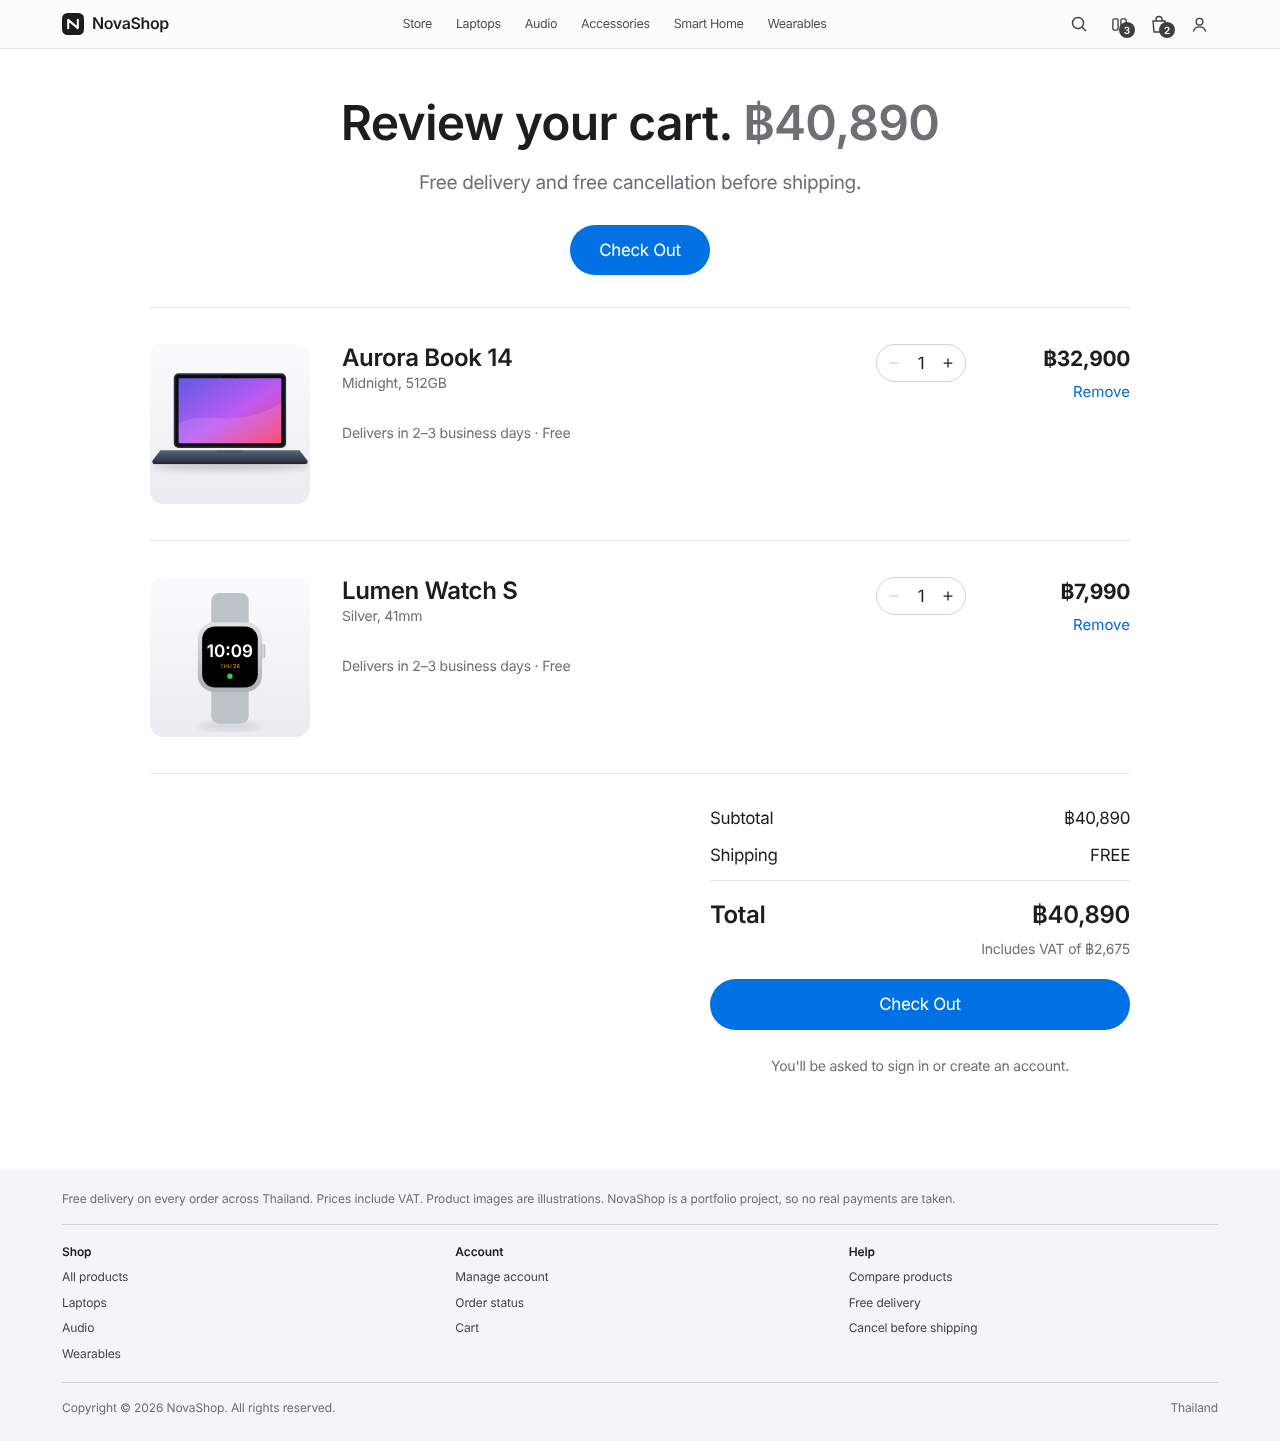 NovaShop
Store Laptops Audio Accessories Smart Home Wearables
3 2
Review your cart. ฿40,890
Free delivery and free cancellation before shipping.
Check Out
Aurora Book 14
Midnight, 512GB
Delivers in 2–3 business days · Free
− 1 +
฿32,900
Remove
Lumen Watch S
Silver, 41mm
Delivers in 2–3 business days · Free
10:09
THU 28
− 1 +
฿7,990
Remove
Subtotal ฿40,890
Shipping FREE
Total ฿40,890
Includes VAT of ฿2,675
Check Out
You'll be asked to sign in or create an account.
Free delivery on every order across Thailand. Prices include VAT. Product images are illustrations. NovaShop is a portfolio project, so no real payments are taken.
Shop
All products
Laptops
Audio
Wearables
Account
Manage account
Order status
Cart
Help
Compare products
Free delivery
Cancel before shipping
Copyright © 2026 NovaShop. All rights reserved.
Thailand